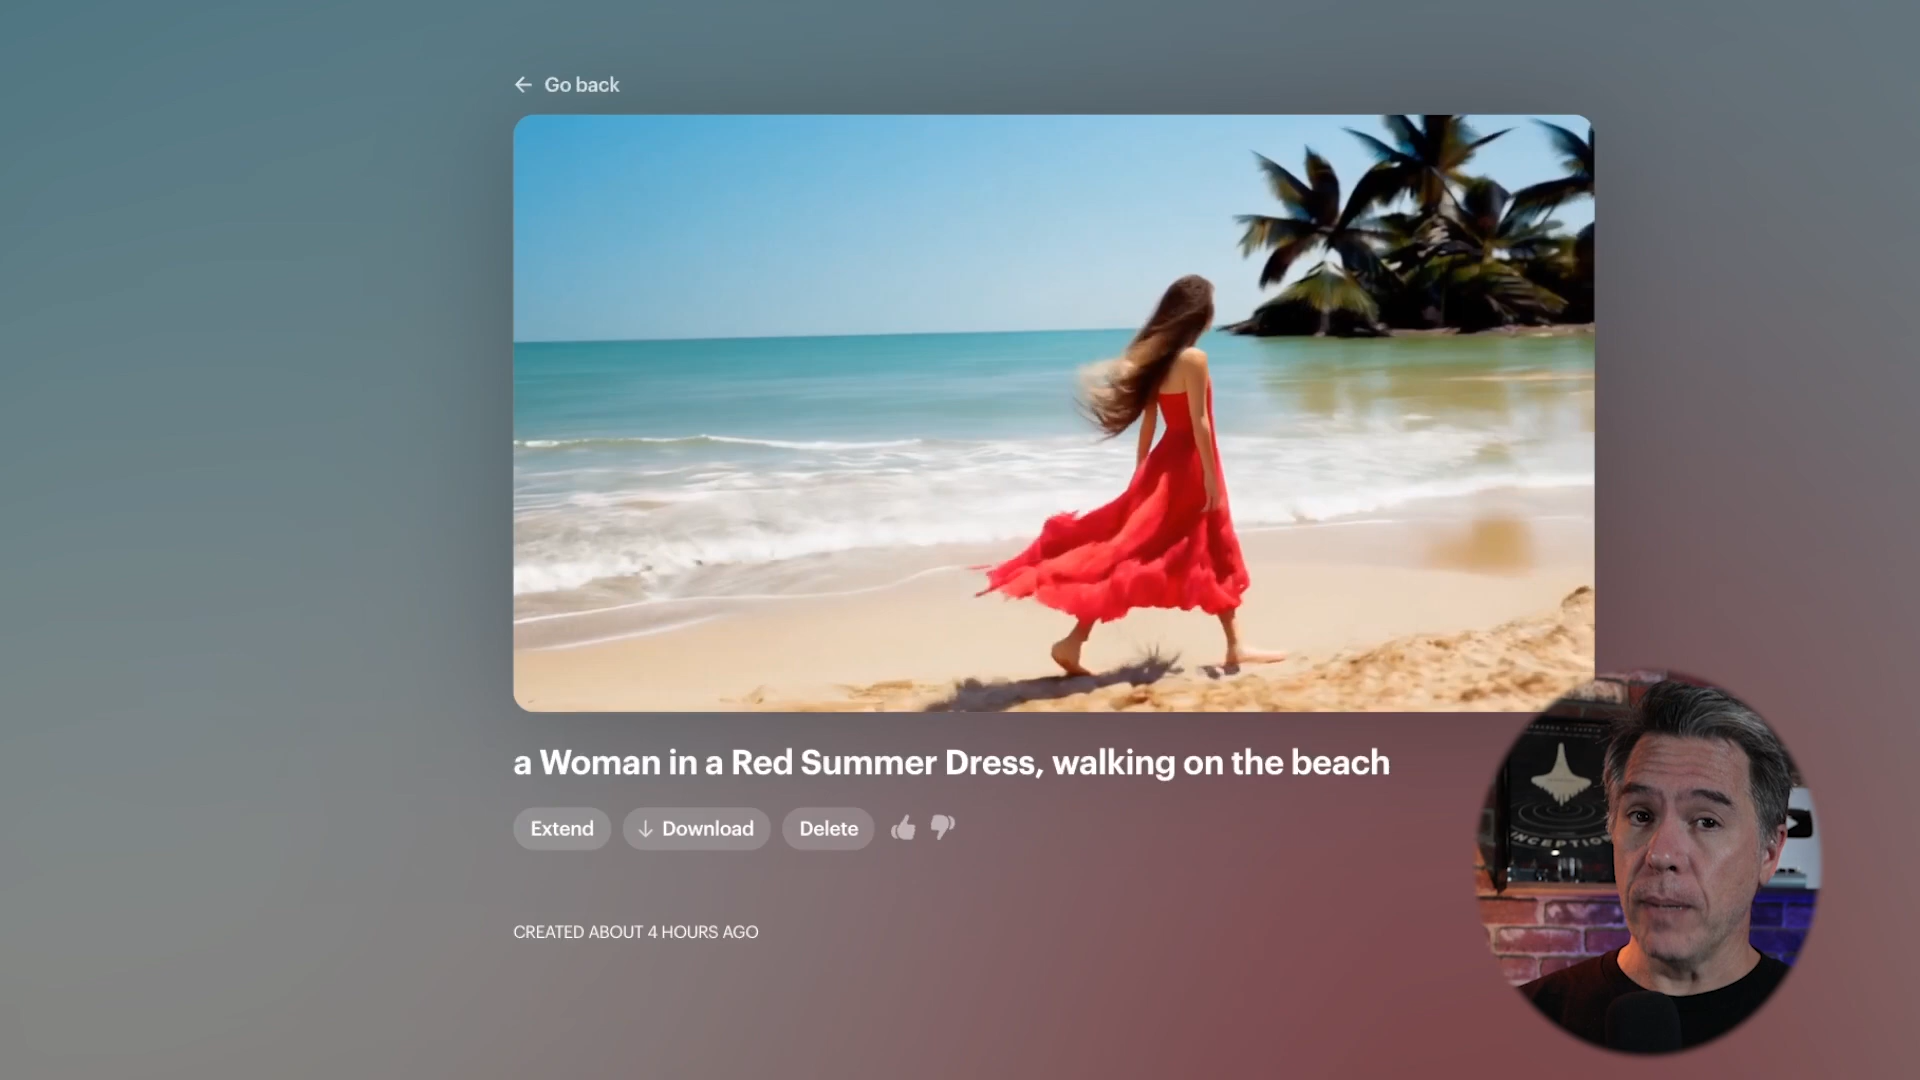 Go back
a Woman in a Red Summer Dress, walking on the beach
Extend
Download
Delete
CREATED ABOUT 4 HOURS AGO
INCEPTION